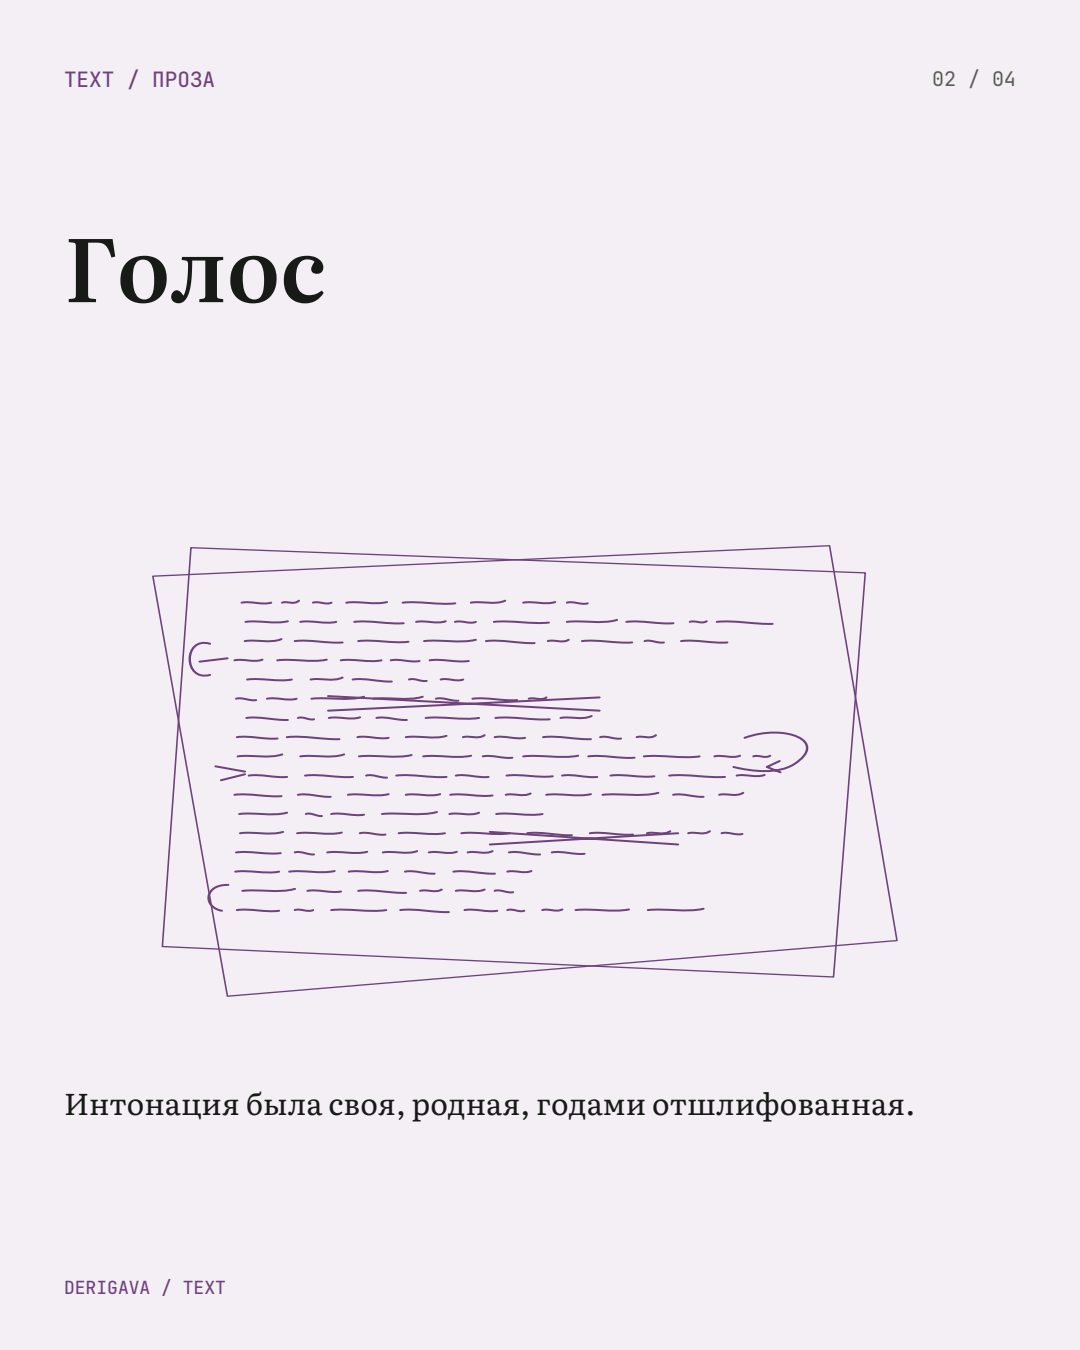 TEXT / ПРОЗА
02 / 04
Голос
Интонация была своя, родная, годами отшлифованная.
DERIGAVA / TEXT